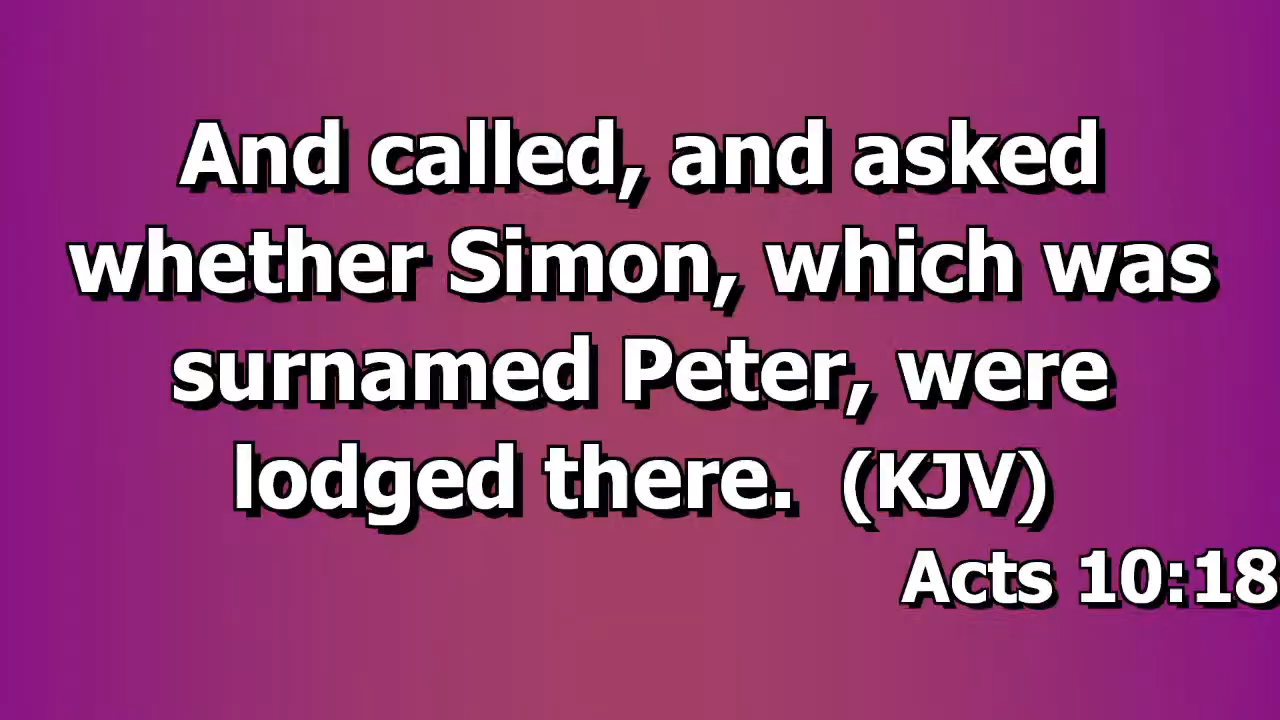 And called, and asked
whether Simon, which was
surnamed Peter, were
lodged there.  (KJV)
Acts 10:18